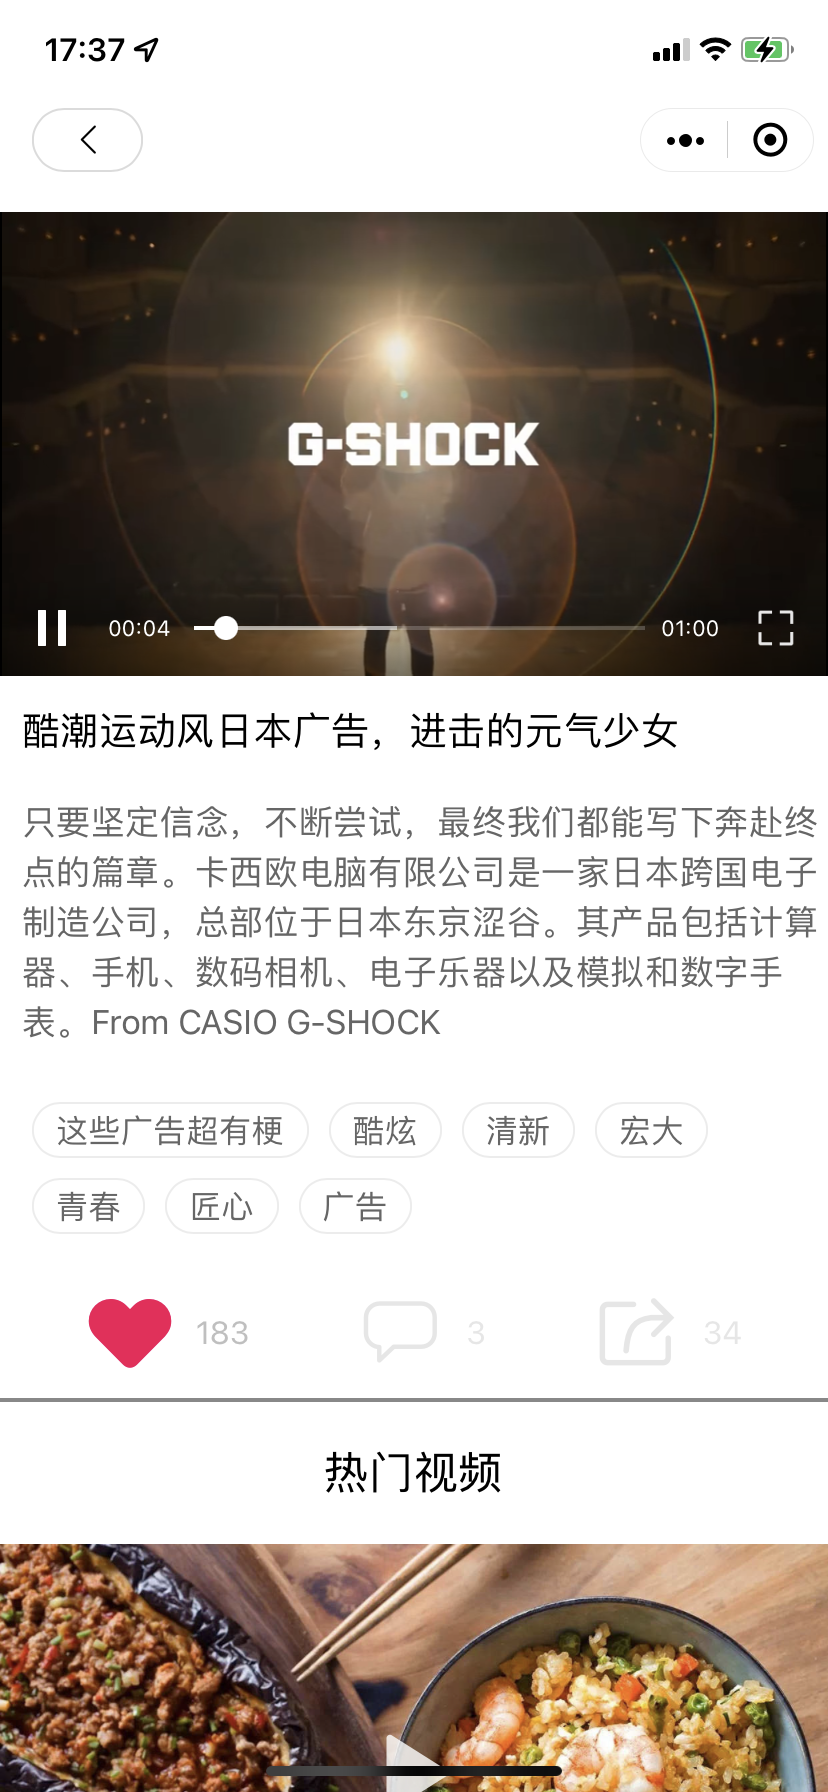 17:37
G-SHOCK
00:04
01:00
酷潮运动风日本广告，进击的元气少女
只要坚定信念，不断尝试，最终我们都能写下奔赴终
点的篇章。卡西欧电脑有限公司是一家日本跨国电子
制造公司，总部位于日本东京涩谷。其产品包括计算
器、手机、数码相机、电子乐器以及模拟和数字手
表。From CASIO G-SHOCK
这些广告超有梗 酷炫 清新 宏大
青春 匠心 广告
183 3 34
热门视频